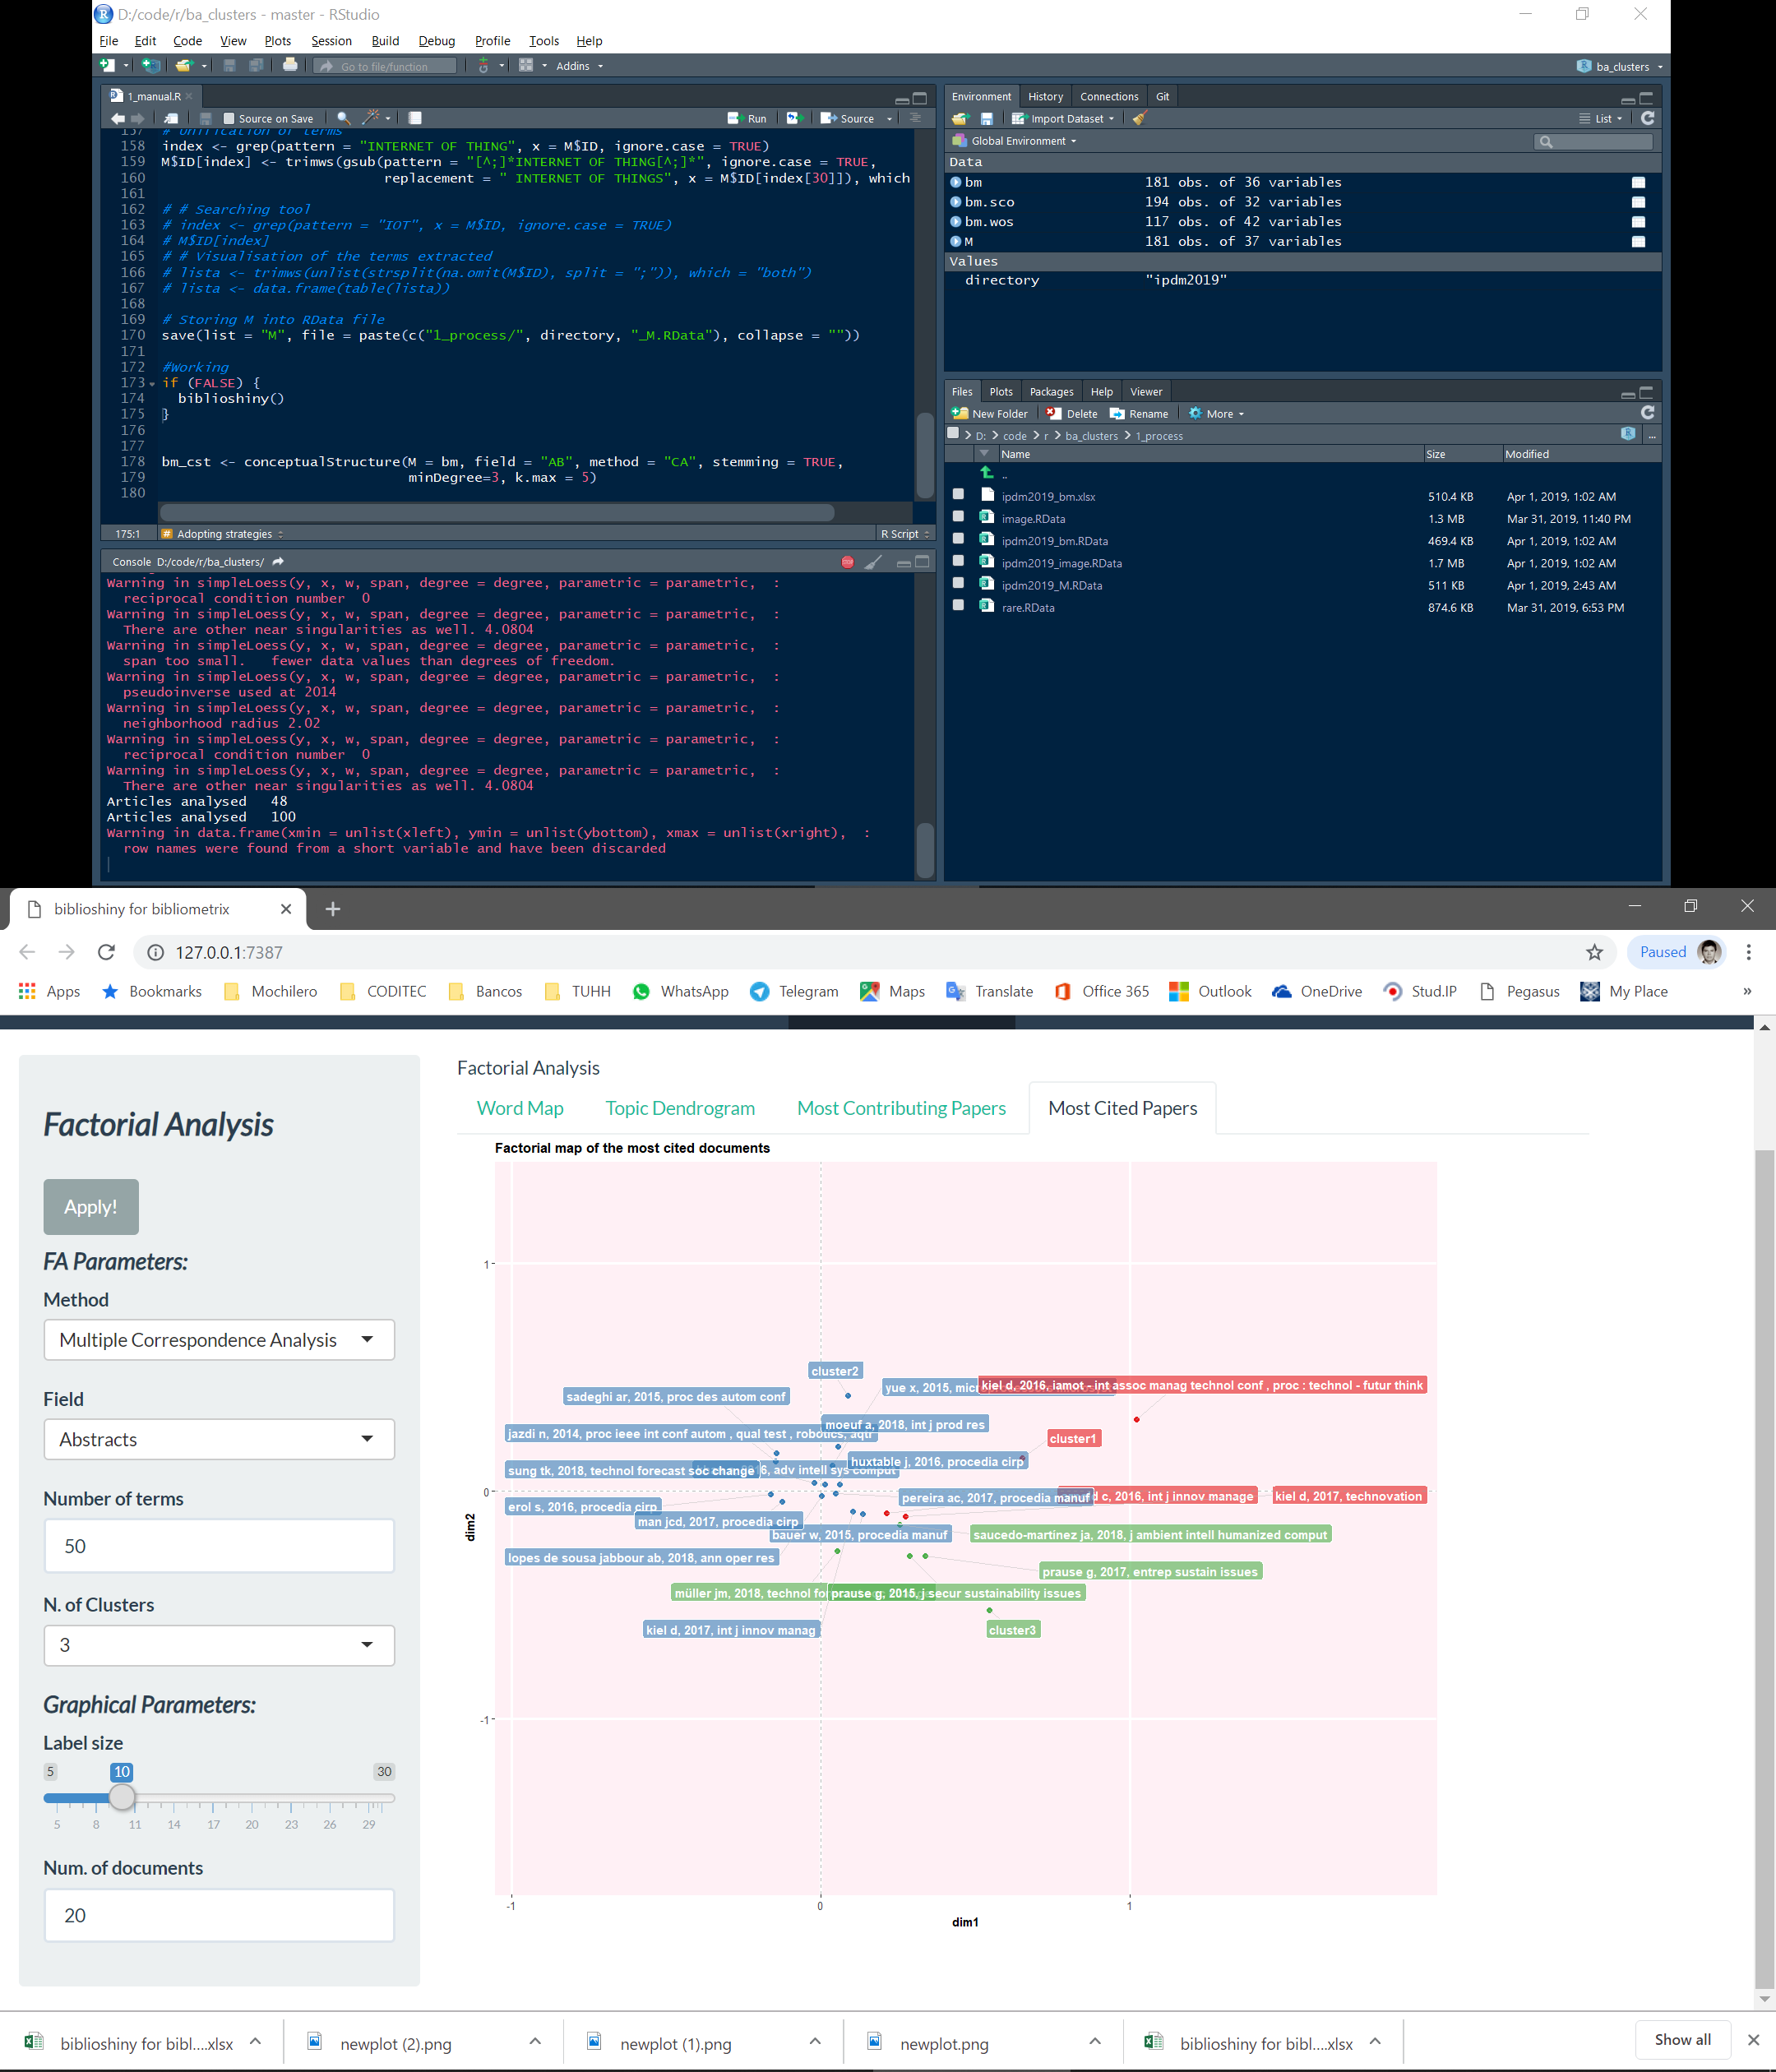 D:/code/r/ba_clusters - master - RStudio
File Edit Code View Plots Session Build Debug Profile Tools Help
Go to file/function Addins ba_clusters
1_manual.R
Source on Save Run Source
157 # Unification of terms
158 index <- grep(pattern = "INTERNET OF THING", x = M$ID, ignore.case = TRUE)
159 M$ID[index] <- trimws(gsub(pattern = "[^;]*INTERNET OF THING[^;]*", ignore.case = TRUE,
160 replacement = " INTERNET OF THINGS", x = M$ID[index[30]]), which
161
162 # # Searching tool
163 # index <- grep(pattern = "IOT", x = M$ID, ignore.case = TRUE)
164 # M$ID[index]
165 # # Visualisation of the terms extracted
166 # lista <- trimws(unlist(strsplit(na.omit(M$ID), split = ";")), which = "both")
167 # lista <- data.frame(table(lista))
168
169 # Storing M into RData file
170 save(list = "M", file = paste(c("1_process/", directory, "_M.RData"), collapse = ""))
171
172 #Working
173 if (FALSE) {
174 biblioshiny()
175 }
176
177
178 bm_cst <- conceptualStructure(M = bm, field = "AB", method = "CA", stemming = TRUE,
179 minDegree=3, k.max = 5)
180
175:1 # Adopting strategies R Script
Console D:/code/r/ba_clusters/
Warning in simpleLoess(y, x, w, span, degree = degree, parametric = parametric, :
reciprocal condition number 0
Warning in simpleLoess(y, x, w, span, degree = degree, parametric = parametric, :
There are other near singularities as well. 4.0804
Warning in simpleLoess(y, x, w, span, degree = degree, parametric = parametric, :
span too small. fewer data values than degrees of freedom.
Warning in simpleLoess(y, x, w, span, degree = degree, parametric = parametric, :
pseudoinverse used at 2014
Warning in simpleLoess(y, x, w, span, degree = degree, parametric = parametric, :
neighborhood radius 2.02
Warning in simpleLoess(y, x, w, span, degree = degree, parametric = parametric, :
reciprocal condition number 0
Warning in simpleLoess(y, x, w, span, degree = degree, parametric = parametric, :
There are other near singularities as well. 4.0804
Articles analysed 48
Articles analysed 100
Warning in data.frame(xmin = unlist(xleft), ymin = unlist(ybottom), xmax = unlist(xright), :
row names were found from a short variable and have been discarded
Environment History Connections Git
Import Dataset List
Global Environment
Data
bm 181 obs. of 36 variables
bm.sco 194 obs. of 32 variables
bm.wos 117 obs. of 42 variables
M 181 obs. of 37 variables
Values
directory "ipdm2019"
Files Plots Packages Help Viewer
New Folder Delete Rename More
D: > code > r > ba_clusters > 1_process ...
Name Size Modified
..
ipdm2019_bm.xlsx 510.4 KB Apr 1, 2019, 1:02 AM
image.RData 1.3 MB Mar 31, 2019, 11:40 PM
ipdm2019_bm.RData 469.4 KB Apr 1, 2019, 1:02 AM
ipdm2019_image.RData 1.7 MB Apr 1, 2019, 1:02 AM
ipdm2019_M.RData 511 KB Apr 1, 2019, 2:43 AM
rare.RData 874.6 KB Mar 31, 2019, 6:53 PM
biblioshiny for bibliometrix
127.0.0.1:7387 Paused
Apps Bookmarks Mochilero CODITEC Bancos TUHH WhatsApp Telegram Maps Translate Office 365 Outlook OneDrive Stud.IP Pegasus My Place »
Factorial Analysis
Apply!
FA Parameters:
Method
Multiple Correspondence Analysis
Field
Abstracts
Number of terms
50
N. of Clusters
3
Graphical Parameters:
Label size
5 10 30
5 8 11 14 17 20 23 26 29
Num. of documents
20
Factorial Analysis
Word Map Topic Dendrogram Most Contributing Papers Most Cited Papers
Factorial map of the most cited documents
cluster2
yue x, 2015, micr
kiel d, 2016, iamot - int assoc manag technol conf , proc : technol - futur think
sadeghi ar, 2015, proc des autom conf
moeuf a, 2018, int j prod res
jazdi n, 2014, proc ieee int conf autom , qual test , robotics, aqtr
cluster1
huxtable j, 2016, procedia cirp
sung tk, 2018, technol forecast soc change
6, adv intell sys comput
pereira ac, 2017, procedia manuf
d c, 2016, int j innov manage
kiel d, 2017, technovation
erol s, 2016, procedia cirp
man jcd, 2017, procedia cirp
bauer w, 2015, procedia manuf
saucedo-martinez ja, 2018, j ambient intell humanized comput
lopes de sousa jabbour ab, 2018, ann oper res
prause g, 2017, entrep sustain issues
müller jm, 2018, technol fo
prause g, 2015, j secur sustainability issues
kiel d, 2017, int j innov manag
cluster3
1
0
-1
dim2
-1 0 1
dim1
biblioshiny for bibl....xlsx newplot (2).png newplot (1).png newplot.png biblioshiny for bibl....xlsx Show all